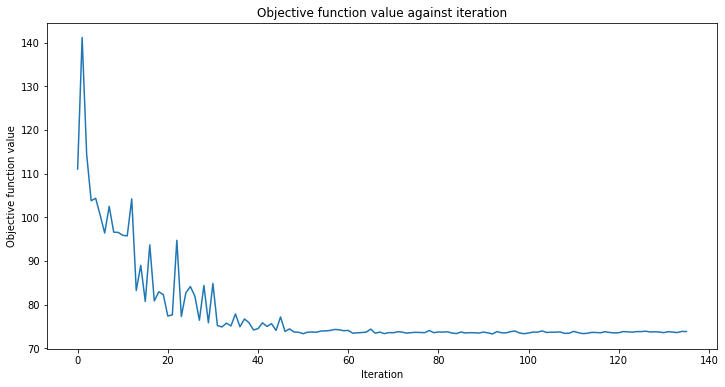 Objective function value against iteration
Objective function value
140
130
120
110
100
90
80
70
0 20 40 60 80 100 120 140
Iteration